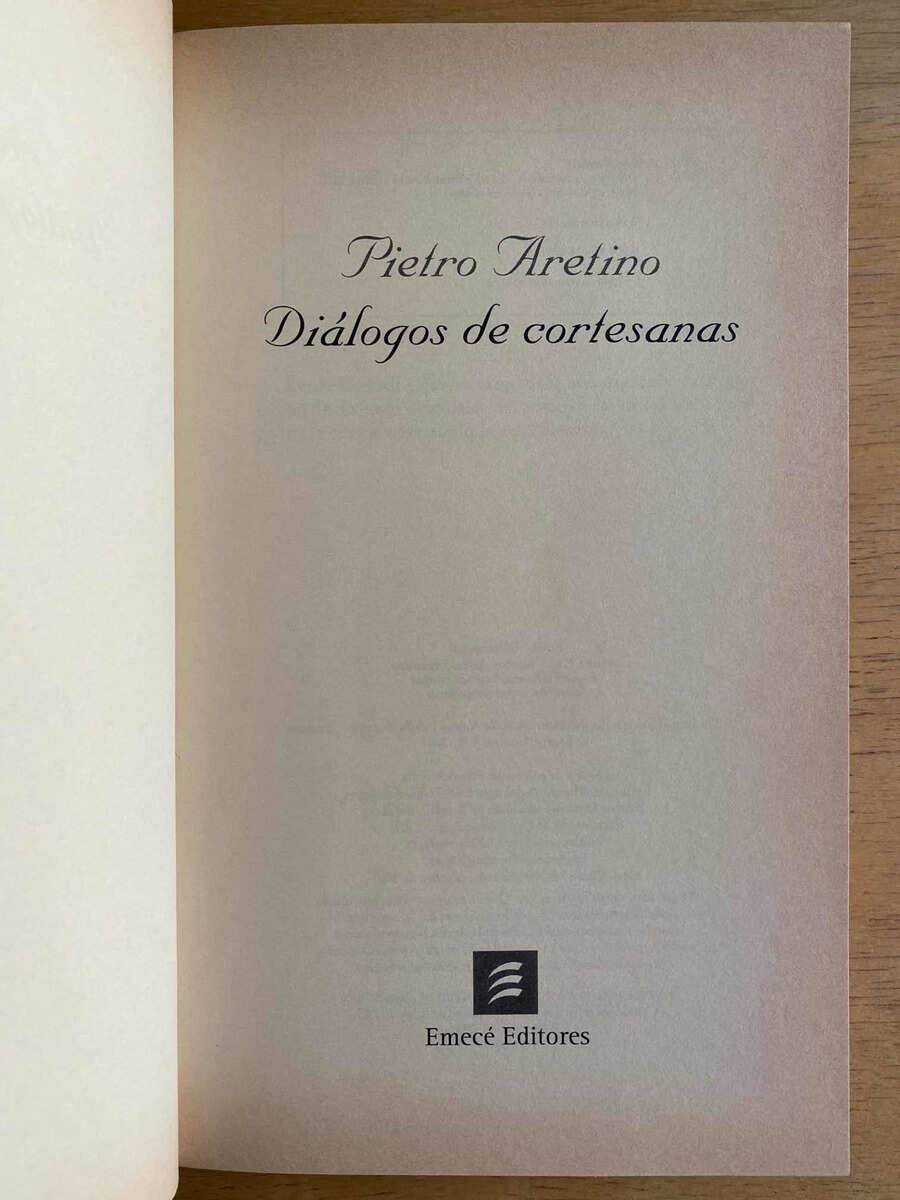 Pietro Aretino
Diálogos de cortesanas
Emecé Editores